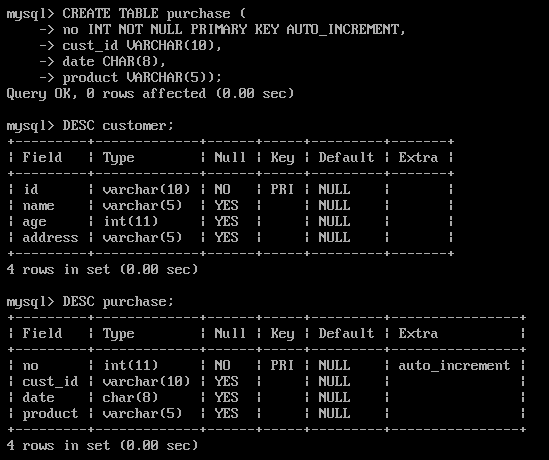 mysql> CREATE TABLE purchase (
    -> no INT NOT NULL PRIMARY KEY AUTO_INCREMENT,
    -> cust_id VARCHAR(10),
    -> date CHAR(8),
    -> product VARCHAR(5));
Query OK, 0 rows affected (0.00 sec)
mysql> DESC customer;
+---------+-------------+------+-----+---------+-------+
| Field   | Type        | Null | Key | Default | Extra |
+---------+-------------+------+-----+---------+-------+
| id      | varchar(10) | NO   | PRI | NULL    |       |
| name    | varchar(5)  | YES  |     | NULL    |       |
| age     | int(11)     | YES  |     | NULL    |       |
| address | varchar(5)  | YES  |     | NULL    |       |
+---------+-------------+------+-----+---------+-------+
4 rows in set (0.00 sec)
mysql> DESC purchase;
+---------+-------------+------+-----+---------+----------------+
| Field   | Type        | Null | Key | Default | Extra          |
+---------+-------------+------+-----+---------+----------------+
| no      | int(11)     | NO   | PRI | NULL    | auto_increment |
| cust_id | varchar(10) | YES  |     | NULL    |                |
| date    | char(8)     | YES  |     | NULL    |                |
| product | varchar(5)  | YES  |     | NULL    |                |
+---------+-------------+------+-----+---------+----------------+
4 rows in set (0.00 sec)